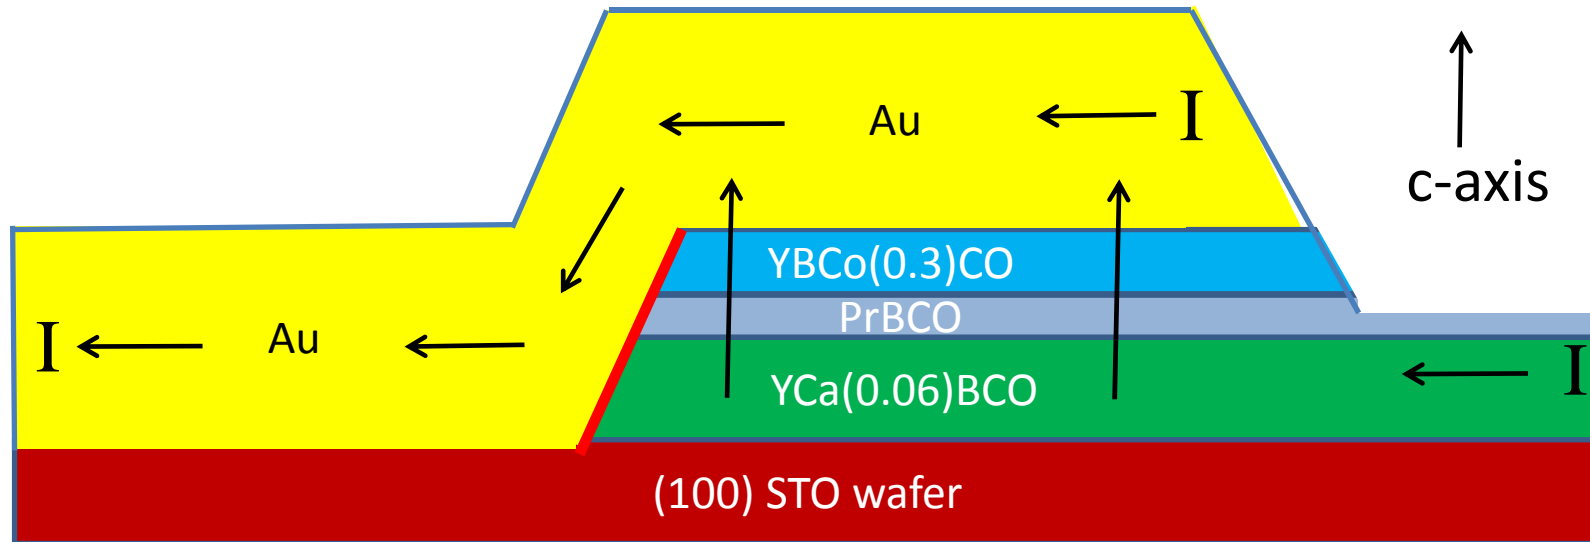 Au
I
c-axis
YBCo(0.3)CO
PrBCO
I
Au
YCa(0.06)BCO
I
(100) STO wafer